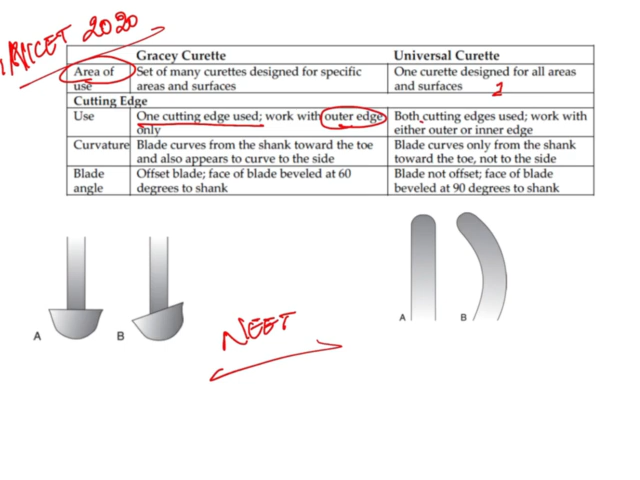 INICET 2020
Gracey Curette Universal Curette
Area of use Set of many curettes designed for specific areas and surfaces One curette designed for all areas and surfaces
1
Cutting Edge
Use One cutting edge used; work with outer edge only Both cutting edges used; work with either outer or inner edge
Curvature Blade curves from the shank toward the toe and also appears to curve to the side Blade curves only from the shank toward the toe, not to the side
Blade angle Offset blade; face of blade beveled at 60 degrees to shank Blade not offset; face of blade beveled at 90 degrees to shank
A B A B
NEET